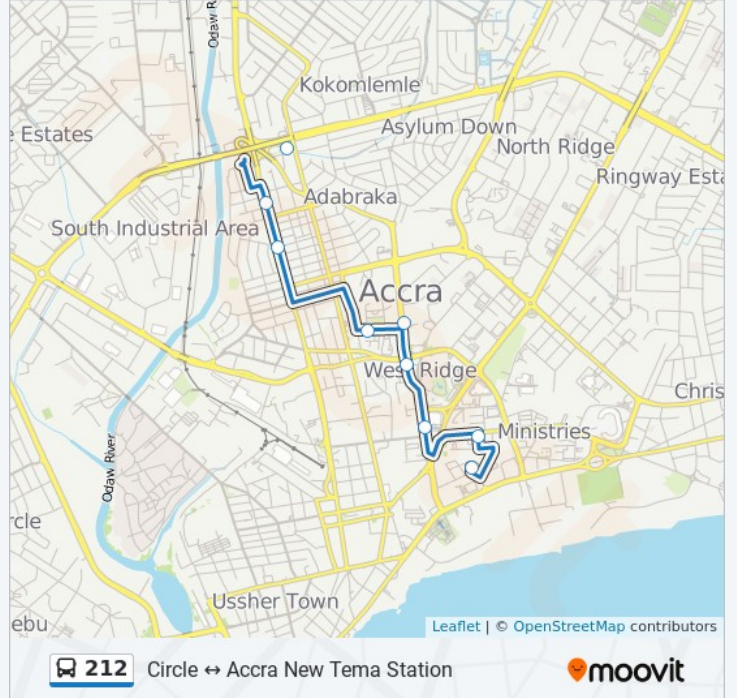 Odaw R
Kokomlemle
e Estates
Asylum Down
North Ridge
Ringway Esta
Adabraka
South Industrial Area
Accra
West Ridge
Chris
Ministries
Odaw River
rcle
Ussher Town
ebu
Leaflet | © OpenStreetMap contributors
212 Circle ↔ Accra New Tema Station moovit